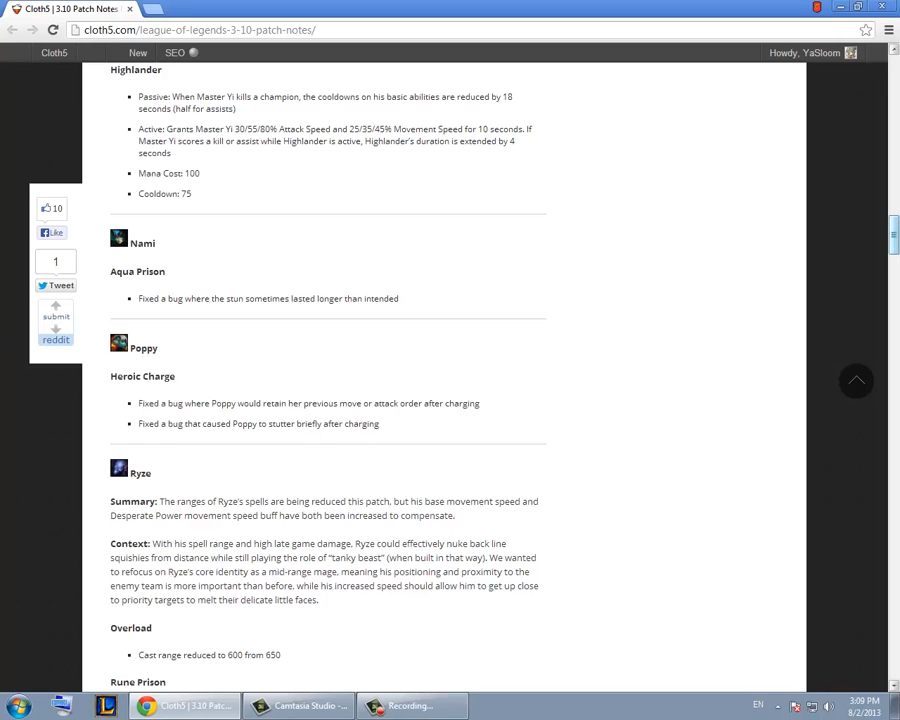 Cloth5 | 3.10 Patch Notes
cloth5.com/league-of-legends-3-10-patch-notes/
Cloth5 New SEO Howdy, YaSloom
Highlander
Passive: When Master Yi kills a champion, the cooldowns on his basic abilities are reduced by 18
seconds (half for assists)
Active: Grants Master Yi 30/55/80% Attack Speed and 25/35/45% Movement Speed for 10 seconds. If
Master Yi scores a kill or assist while Highlander is active, Highlander's duration is extended by 4
seconds
Mana Cost: 100
Cooldown: 75
10
Like
1
Tweet
submit
reddit
Nami
Aqua Prison
Fixed a bug where the stun sometimes lasted longer than intended
Poppy
Heroic Charge
Fixed a bug where Poppy would retain her previous move or attack order after charging
Fixed a bug that caused Poppy to stutter briefly after charging
Ryze
Summary: The ranges of Ryze's spells are being reduced this patch, but his base movement speed and
Desperate Power movement speed buff have both been increased to compensate.
Context: With his spell range and high late game damage, Ryze could effectively nuke back line
squishies from distance while still playing the role of "tanky beast" (when built in that way). We wanted
to refocus on Ryze's core identity as a mid-range mage, meaning his positioning and proximity to the
enemy team is more important than before, while his increased speed should allow him to get up close
to priority targets to melt their delicate little faces.
Overload
Cast range reduced to 600 from 650
Rune Prison
Cloth5 | 3.10 Patc... Camtasia Studio -... Recording... EN 3:09 PM
8/2/2013